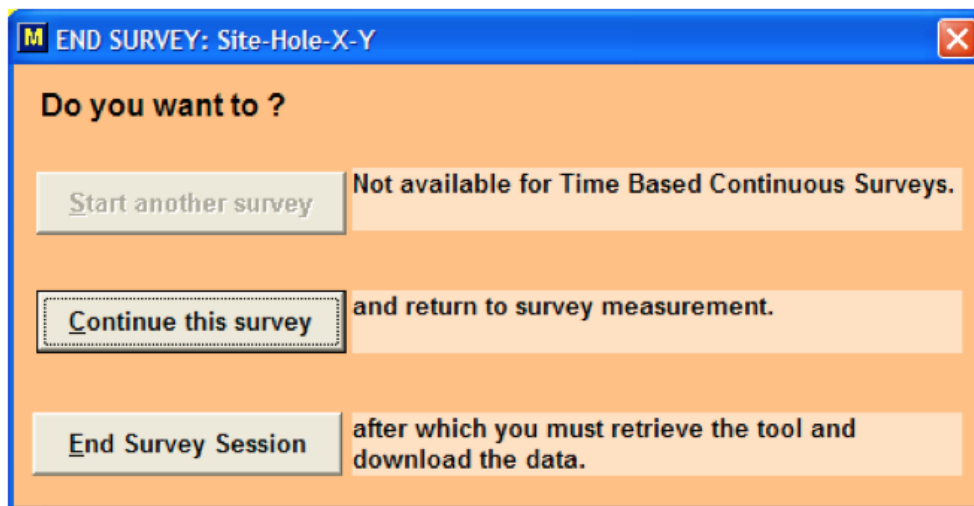 M END SURVEY: Site-Hole-X-Y
Do you want to ?
Start another survey
Not available for Time Based Continuous Surveys.
Continue this survey
and return to survey measurement.
End Survey Session
after which you must retrieve the tool and
download the data.